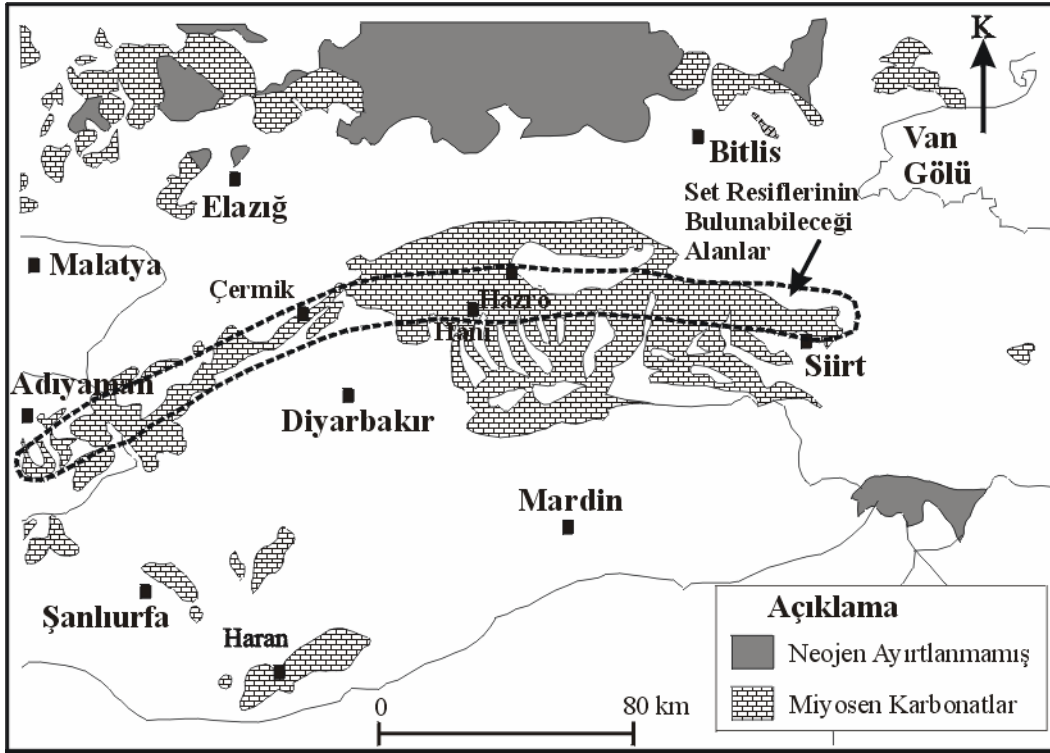 K
Van
Gölü
Bitlis
Set Resiflerinin
Bulunabileceği
Alanlar
Elazığ
Malatya
Çermik
Hazro
Hani
Siirt
Adıyaman
Diyarbakır
Mardin
Şanlıurfa
Haran
0 80 km
Açıklama
Neojen Ayırtlanmamış
Miyosen Karbonatlar